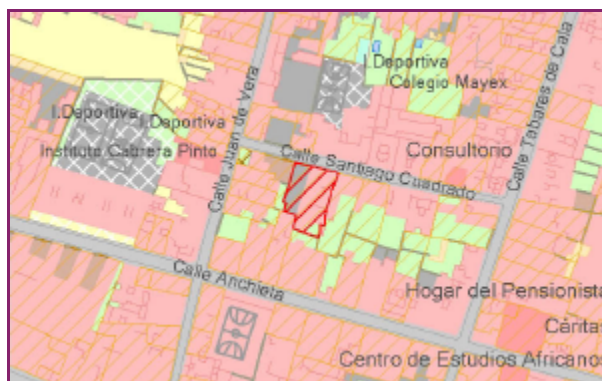 I.Deportiva
Colegio Mayex
I.Deportiva
I.Deportiva
Instituto Cabrera Pinto
Calle Juan de Vera
Calle Santiago Cuadrado
Consultorio
Calle Tabares de Cala
Calle Anchieta
Hogar del Pensionista
Cáritas
Centro de Estudios Africanos